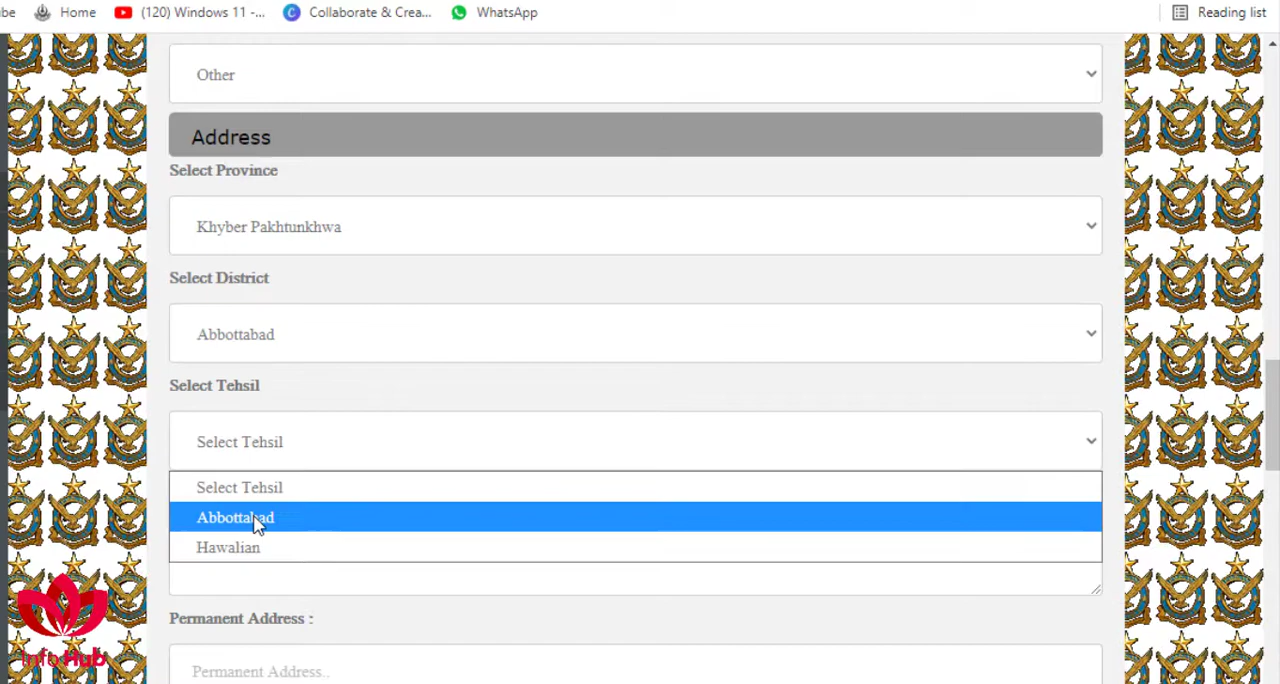 be Home (120) Windows 11 -... Collaborate & Crea... WhatsApp Reading list
Other
Address
Select Province
Khyber Pakhtunkhwa
Select District
Abbottabad
Select Tehsil
Select Tehsil
Select Tehsil
Abbottabad
Hawalian
Permanent Address :
Info Hub
Permanent Address..